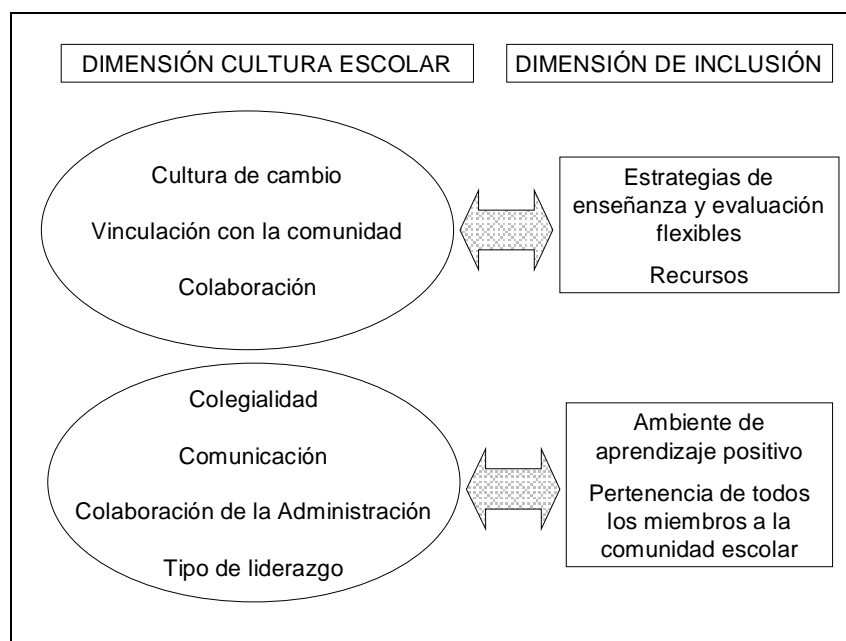 DIMENSIÓN CULTURA ESCOLAR
DIMENSIÓN DE INCLUSIÓN
Cultura de cambio
Vinculación con la comunidad
Colaboración
Estrategias de
enseñanza y evaluación
flexibles
Recursos
Colegialidad
Comunicación
Colaboración de la Administración
Tipo de liderazgo
Ambiente de
aprendizaje positivo
Pertenencia de todos
los miembros a la
comunidad escolar